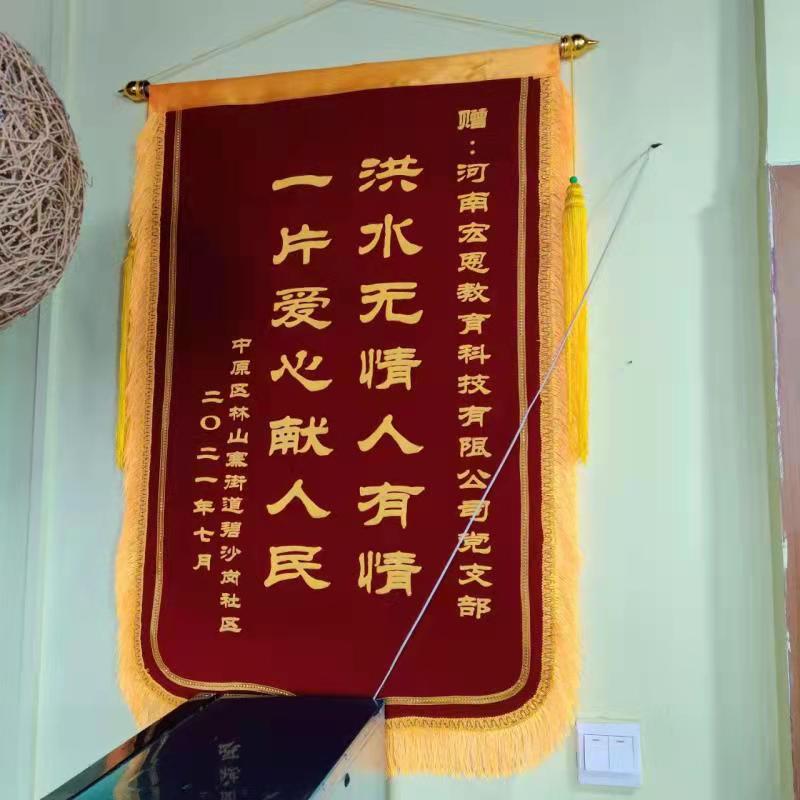 赠：河南宏恩教育科技有限公司党支部
洪水无情人有情
一片爱心献人民
中原区林山寨街道碧沙岗社区
二〇二一年七月